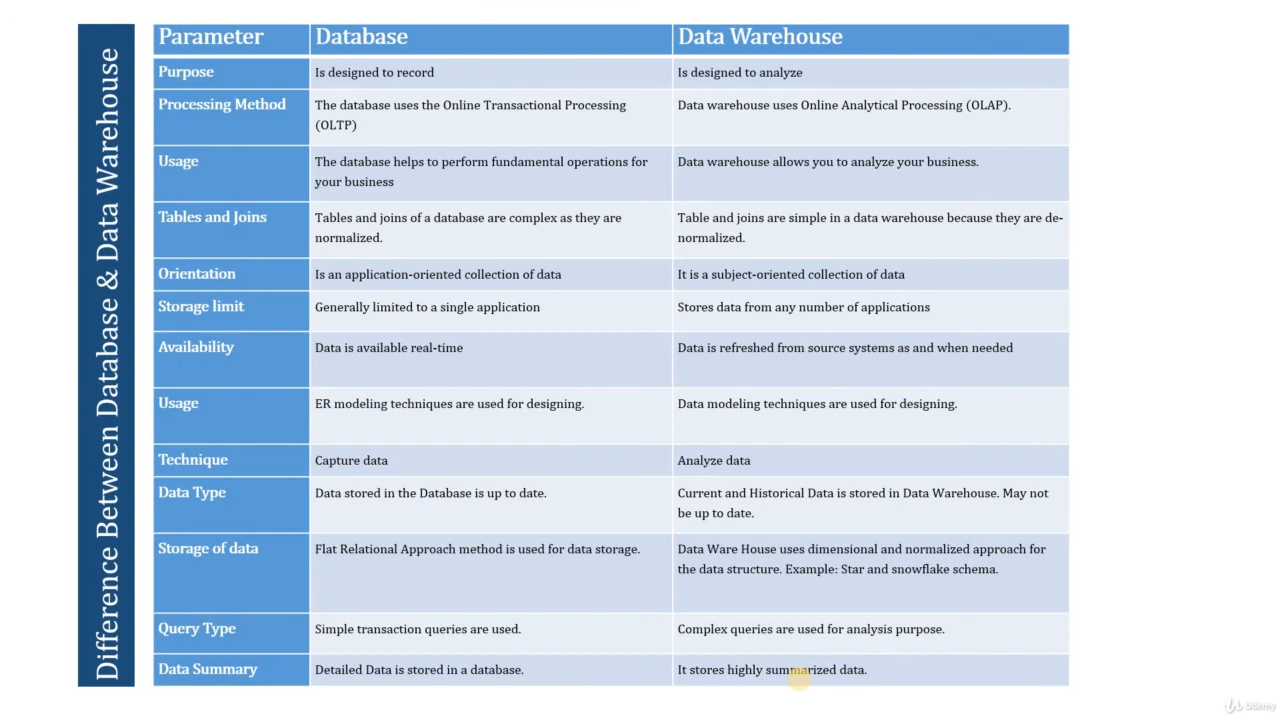 Difference Between Database & Data Warehouse
Parameter Database Data Warehouse
Purpose Is designed to record Is designed to analyze
Processing Method The database uses the Online Transactional Processing Data warehouse uses Online Analytical Processing (OLAP).
(OLTP)
Usage The database helps to perform fundamental operations for Data warehouse allows you to analyze your business.
your business
Tables and Joins Tables and joins of a database are complex as they are Table and joins are simple in a data warehouse because they are de-
normalized. normalized.
Orientation Is an application-oriented collection of data It is a subject-oriented collection of data
Storage limit Generally limited to a single application Stores data from any number of applications
Availability Data is available real-time Data is refreshed from source systems as and when needed
Usage ER modeling techniques are used for designing. Data modeling techniques are used for designing.
Technique Capture data Analyze data
Data Type Data stored in the Database is up to date. Current and Historical Data is stored in Data Warehouse. May not
be up to date.
Storage of data Flat Relational Approach method is used for data storage. Data Ware House uses dimensional and normalized approach for
the data structure. Example: Star and snowflake schema.
Query Type Simple transaction queries are used. Complex queries are used for analysis purpose.
Data Summary Detailed Data is stored in a database. It stores highly summarized data.
Udemy